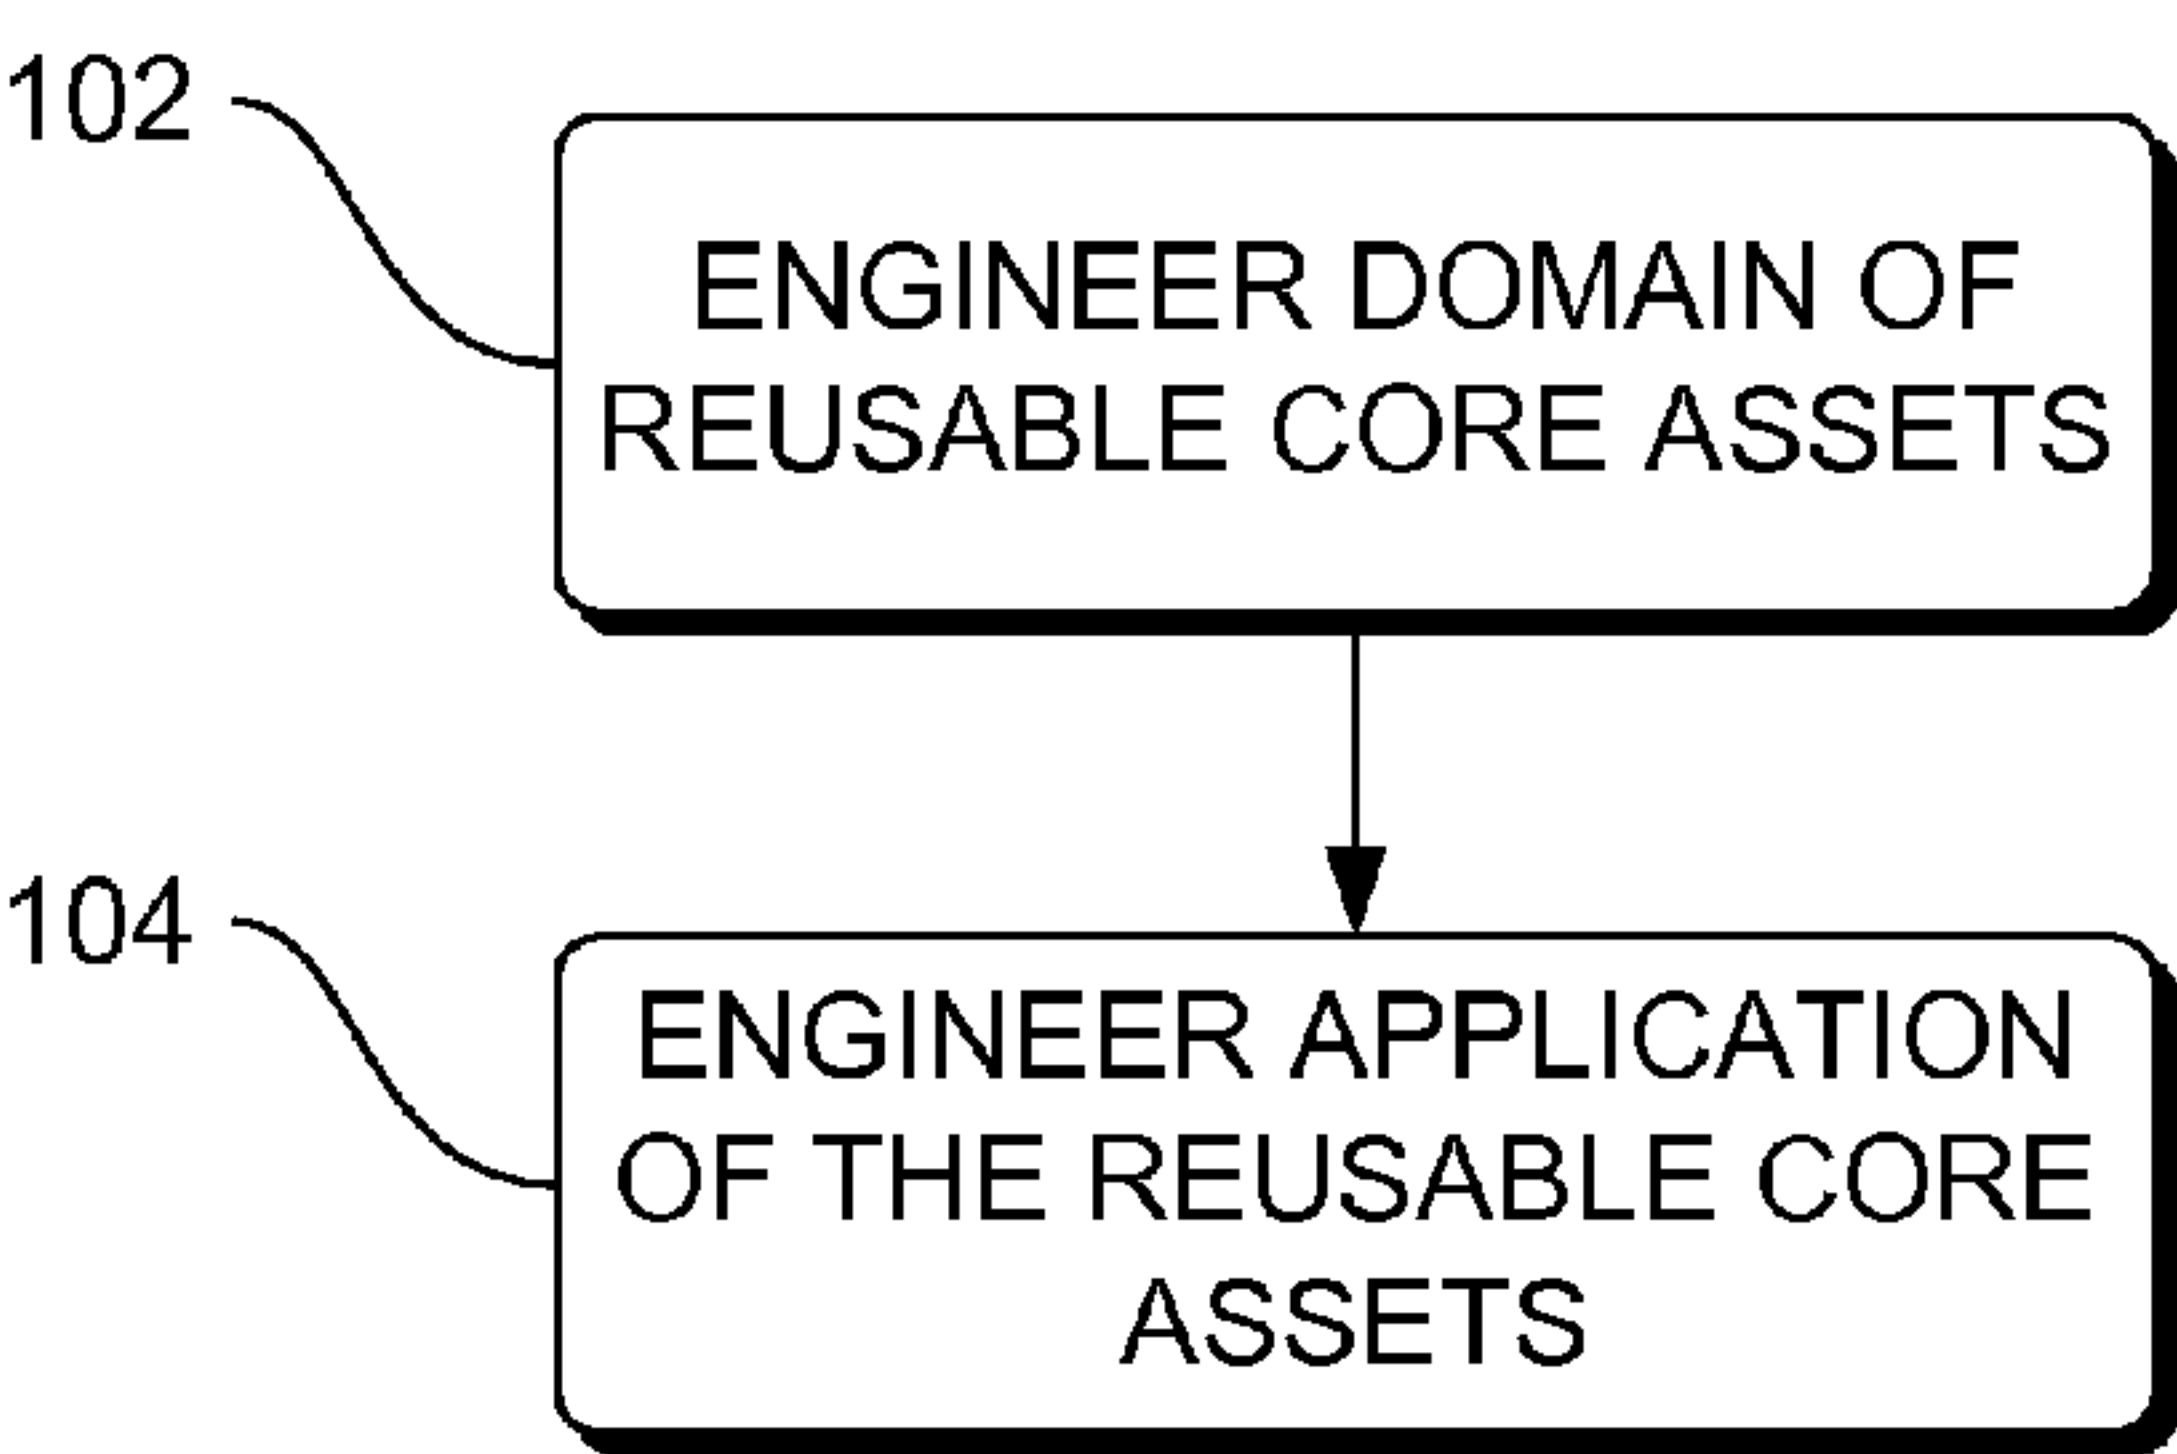 102
ENGINEER DOMAIN OF
REUSABLE CORE ASSETS
104
ENGINEER APPLICATION
OF THE REUSABLE CORE
ASSETS